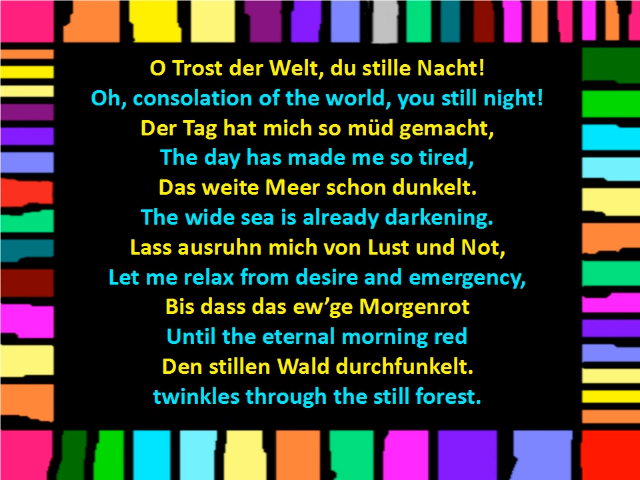 O Trost der Welt, du stille Nacht!
Oh, consolation of the world, you still night!
Der Tag hat mich so müd gemacht,
The day has made me so tired,
Das weite Meer schon dunkelt.
The wide sea is already darkening.
Lass ausruhn mich von Lust und Not,
Let me relax from desire and emergency,
Bis dass das ew’ge Morgenrot
Until the eternal morning red
Den stillen Wald durchfunkelt.
twinkles through the still forest.